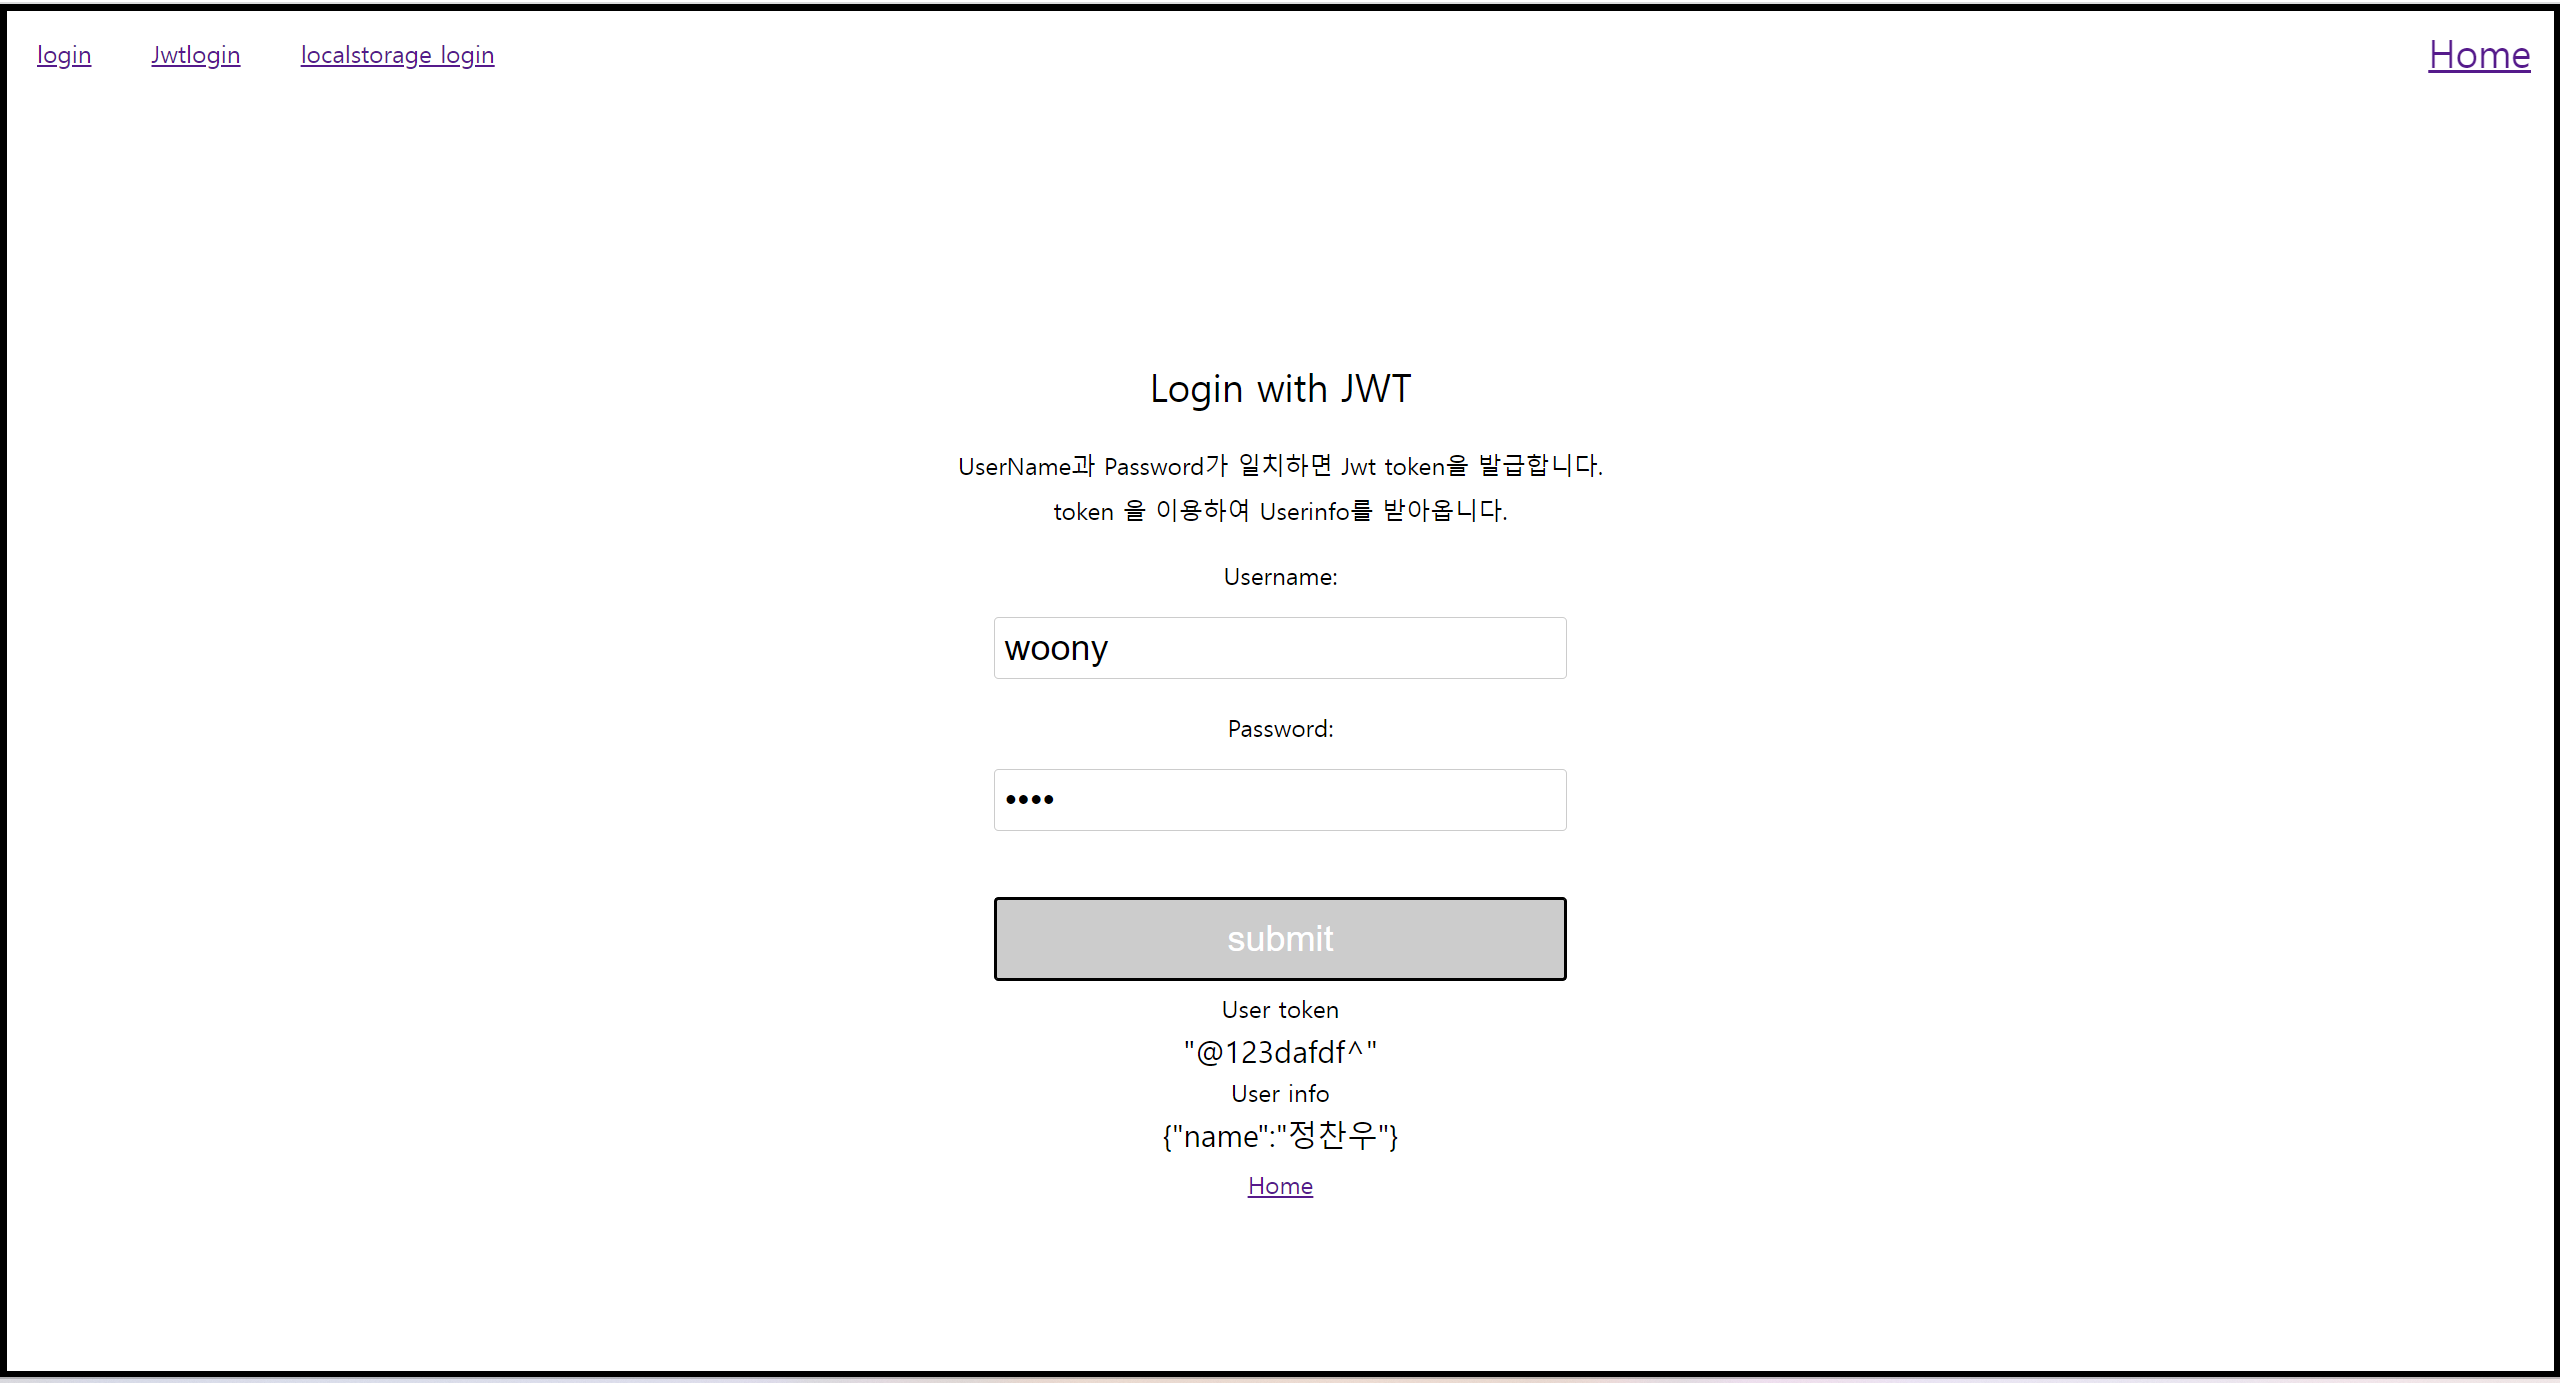 login Jwtlogin localstorage login Home
Login with JWT
UserName과 Password가 일치하면 Jwt token을 발급합니다.
token 을 이용하여 Userinfo를 받아옵니다.
Username:
woony
Password:
••••
submit
User token
"@123dafdf^"
User info
{"name":"정찬우"}
Home